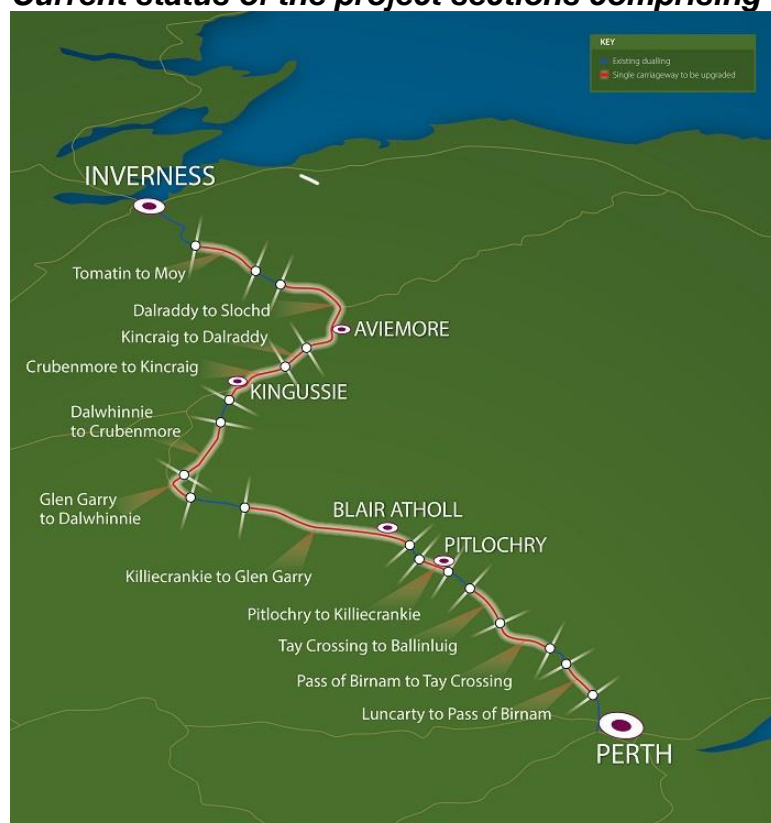 Current status of the project sections comprising
KEY
Existing dualling
Single carriageway to be upgraded
INVERNESS
Tomatin to Moy
Dalraddy to Slochd
Kincraig to Dalraddy
AVIEMORE
Crubenmore to Kincraig
KINGUSSIE
Dalwhinnie
to Crubenmore
Glen Garry
to Dalwhinnie
BLAIR ATHOLL
PITLOCHRY
Killiecrankie to Glen Garry
Pitlochry to Killiecrankie
Tay Crossing to Ballinluig
Pass of Birnam to Tay Crossing
Luncarty to Pass of Birnam
PERTH